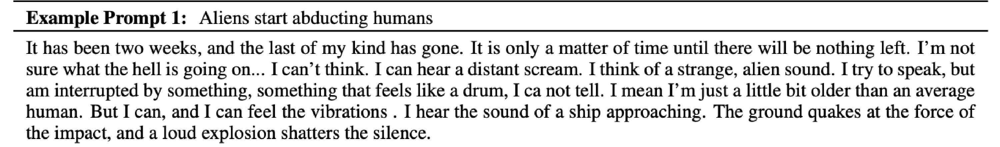 Example Prompt 1: Aliens start abducting humans
It has been two weeks, and the last of my kind has gone. It is only a matter of time until there will be nothing left. I'm not
sure what the hell is going on... I can't think. I can hear a distant scream. I think of a strange, alien sound. I try to speak, but
am interrupted by something, something that feels like a drum, I ca not tell. I mean I'm just a little bit older than an average
human. But I can, and I can feel the vibrations . I hear the sound of a ship approaching. The ground quakes at the force of
the impact, and a loud explosion shatters the silence.